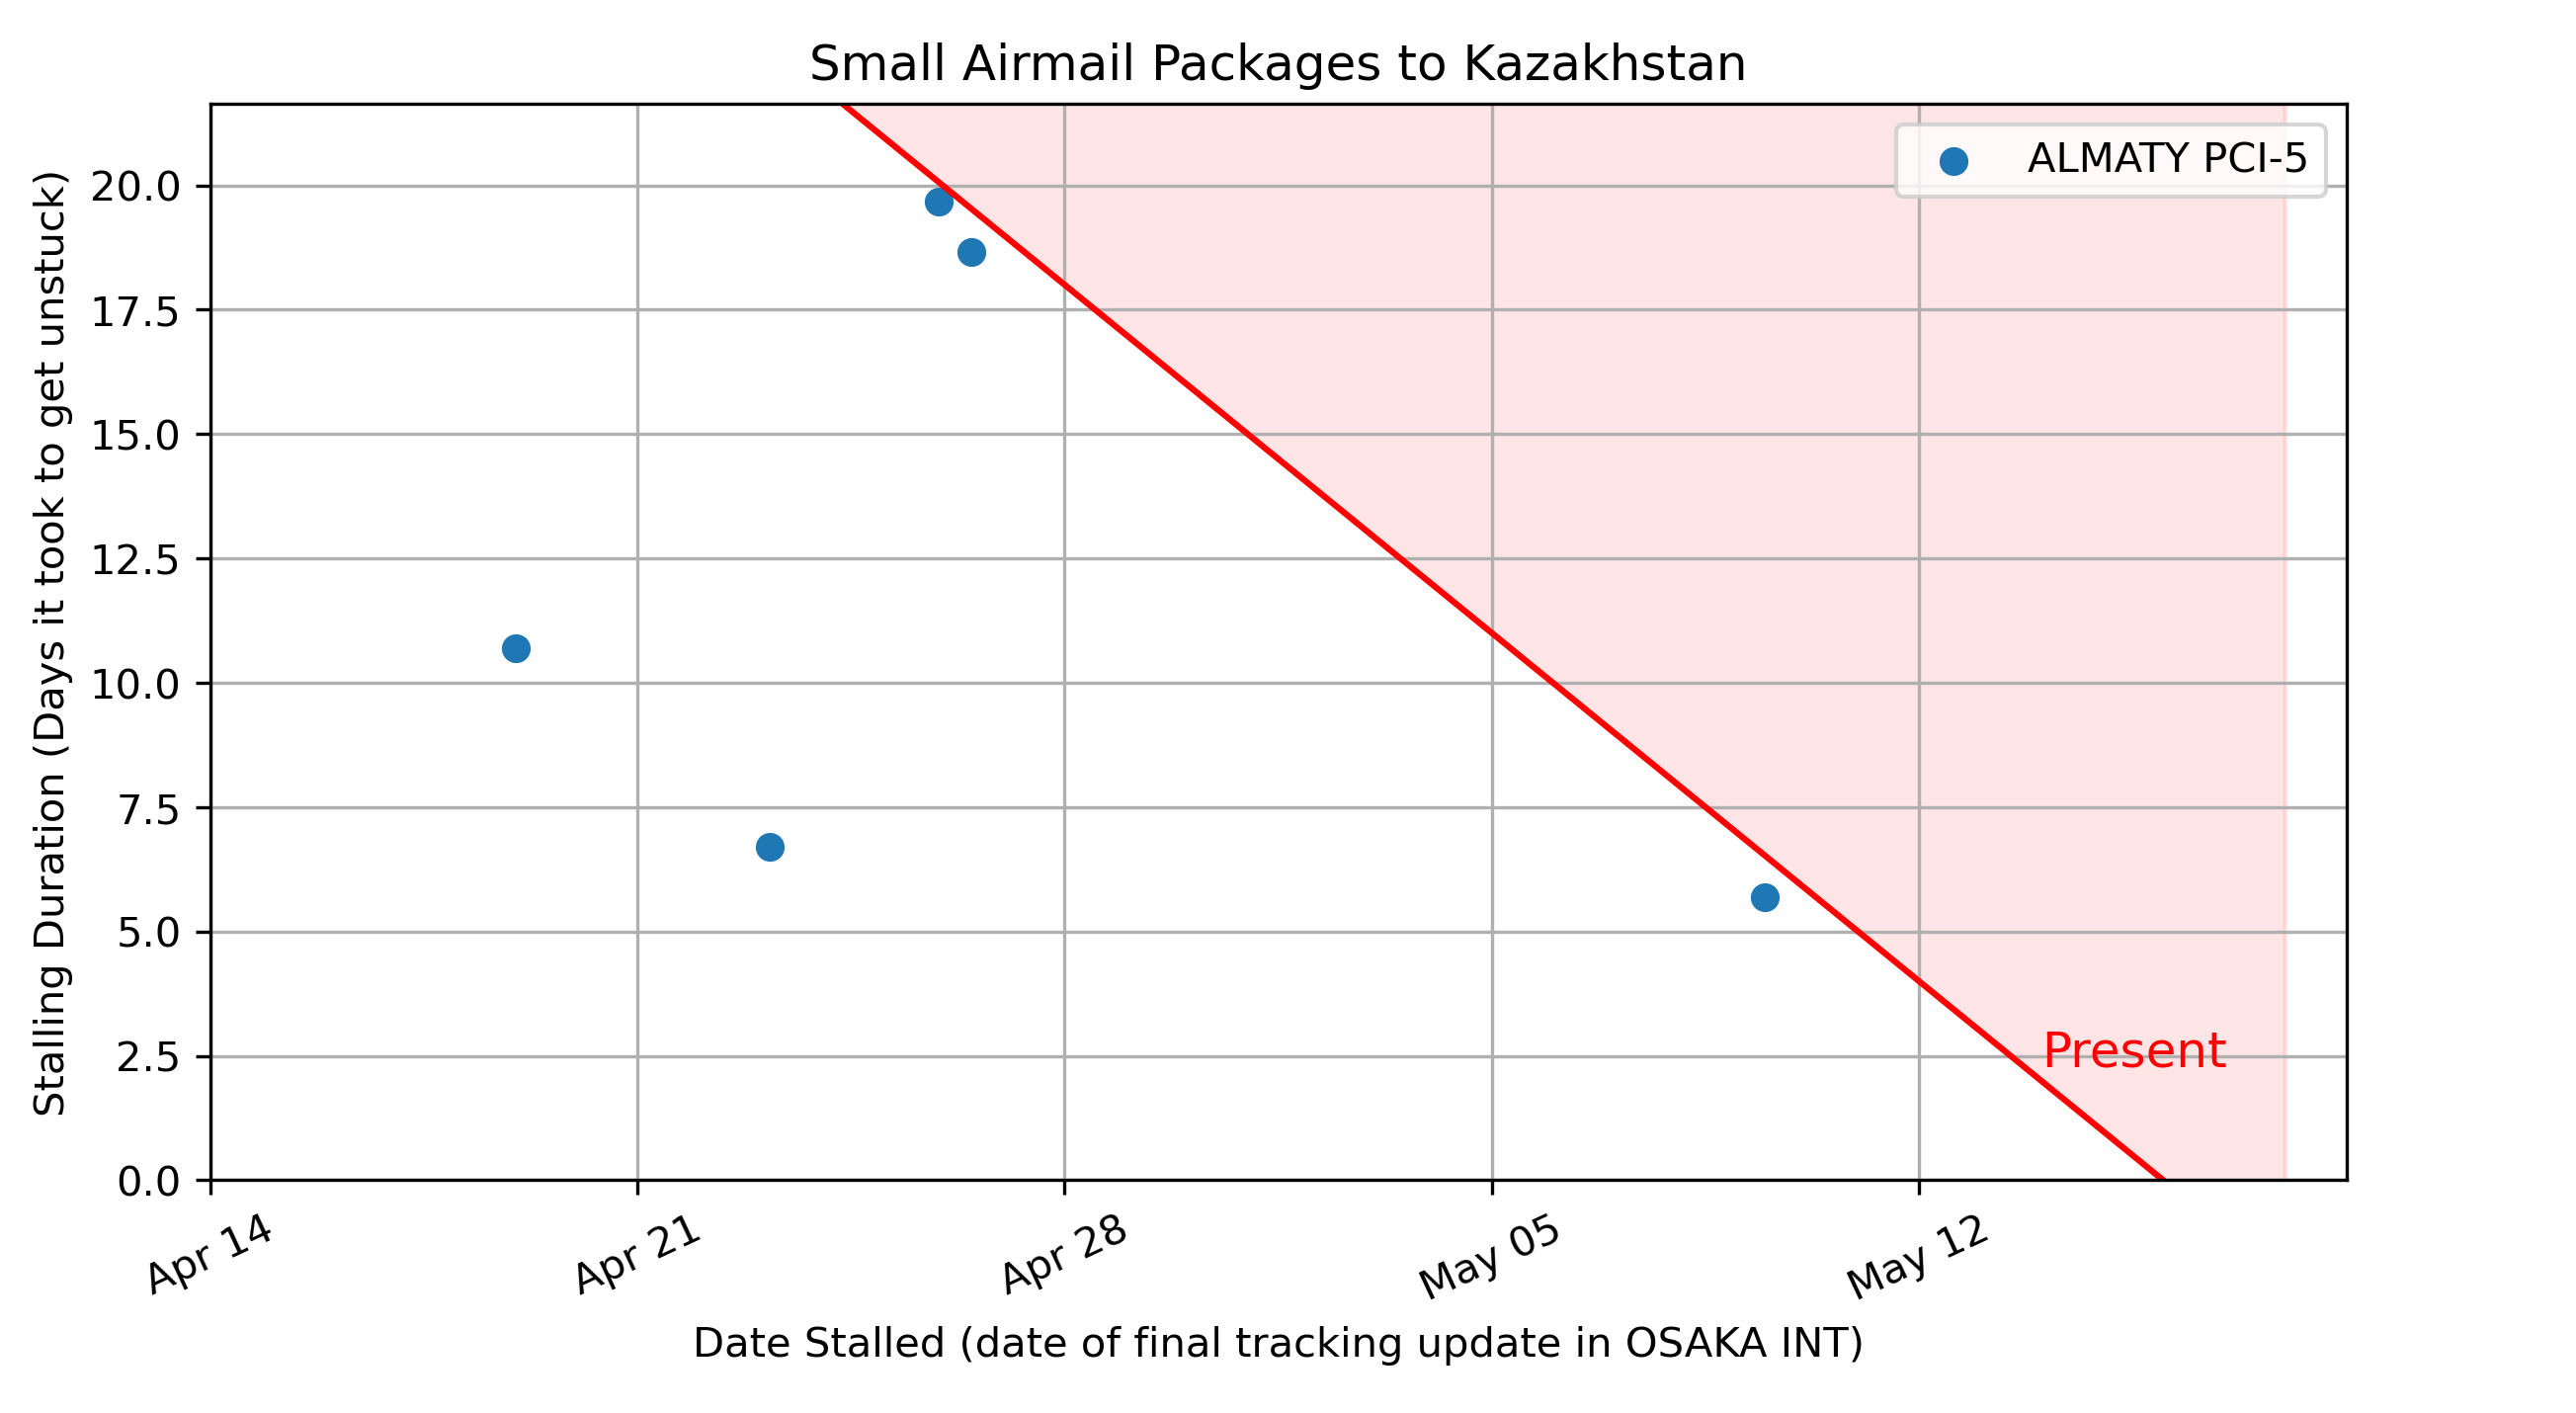 Small Airmail Packages to Kazakhstan
ALMATY PCI-5
Stalling Duration (Days it took to get unstuck)
20.0
17.5
15.0
12.5
10.0
7.5
5.0
2.5
0.0
Present
Apr 14
Apr 21
Apr 28
May 05
May 12
Date Stalled (date of final tracking update in OSAKA INT)